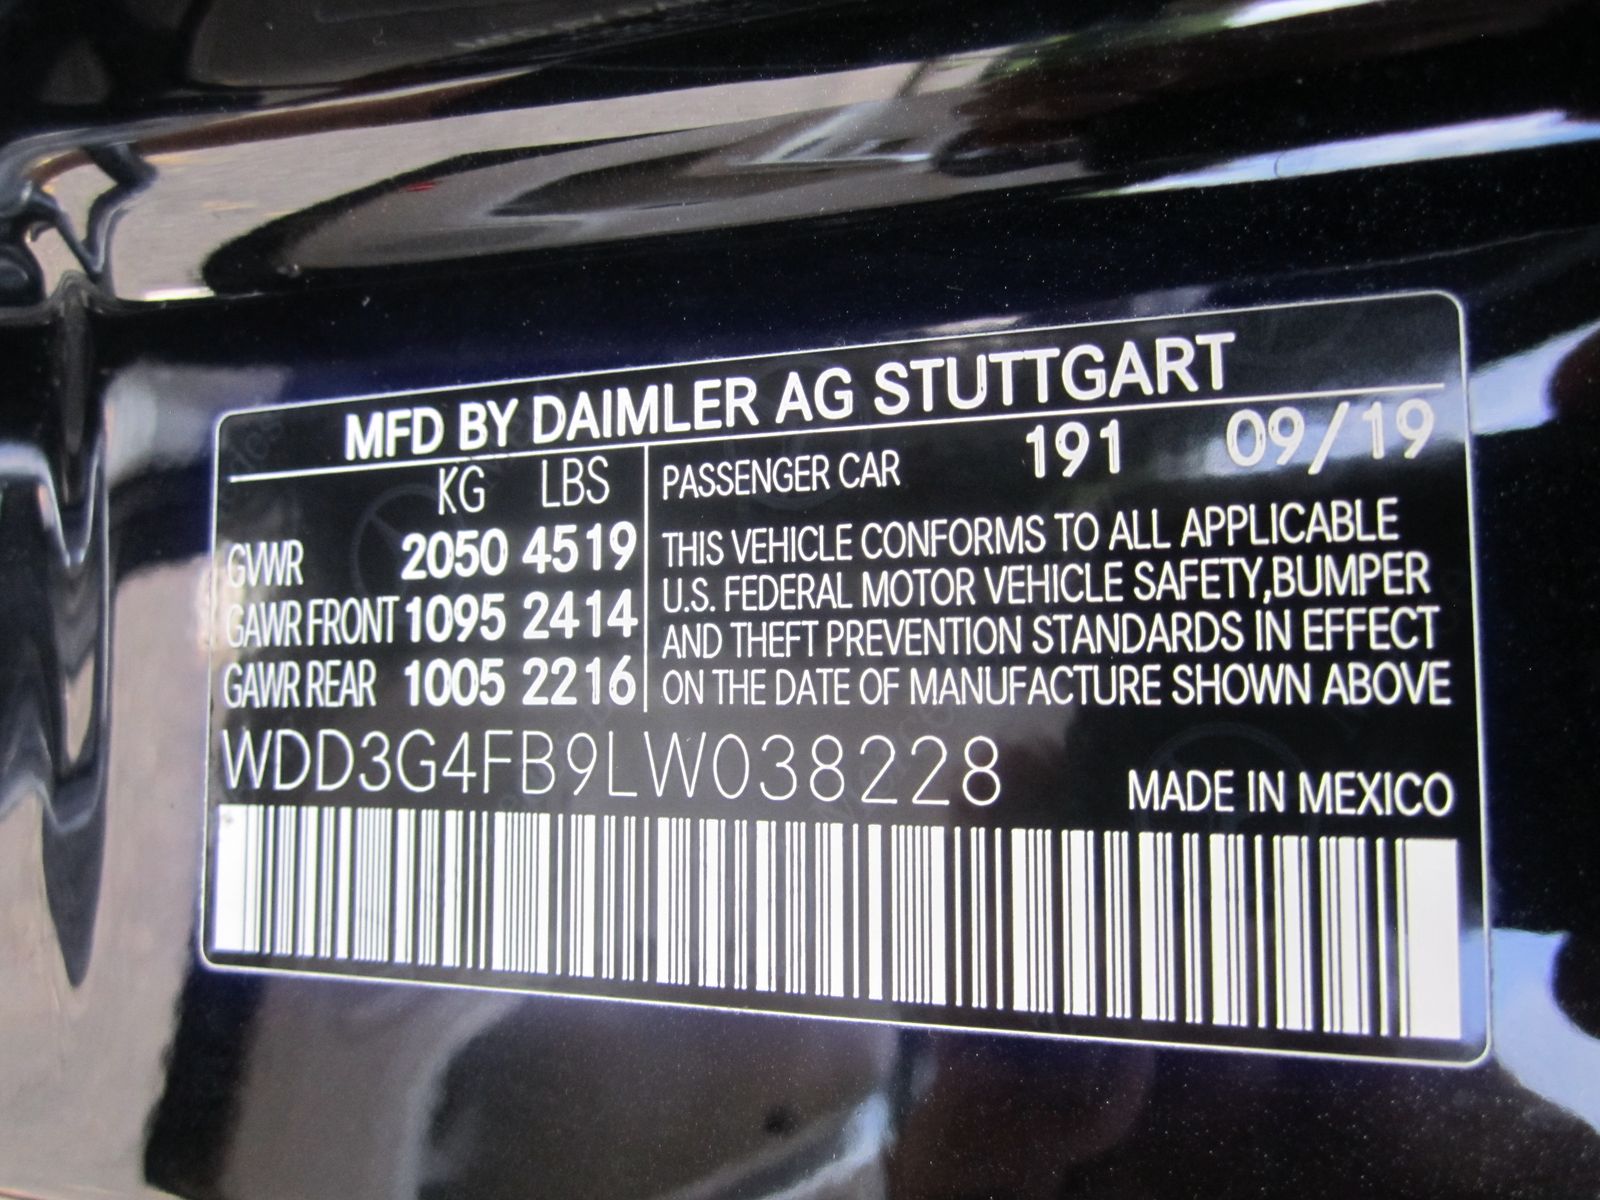 MFD BY DAIMLER AG STUTTGART
KG LBS
GVWR 2050 4519
GAWR FRONT 1095 2414
GAWR REAR 1005 2216
PASSENGER CAR 191 09/19
THIS VEHICLE CONFORMS TO ALL APPLICABLE
U.S. FEDERAL MOTOR VEHICLE SAFETY,BUMPER
AND THEFT PREVENTION STANDARDS IN EFFECT
ON THE DATE OF MANUFACTURE SHOWN ABOVE
WDD3G4FB9LW038228
MADE IN MEXICO